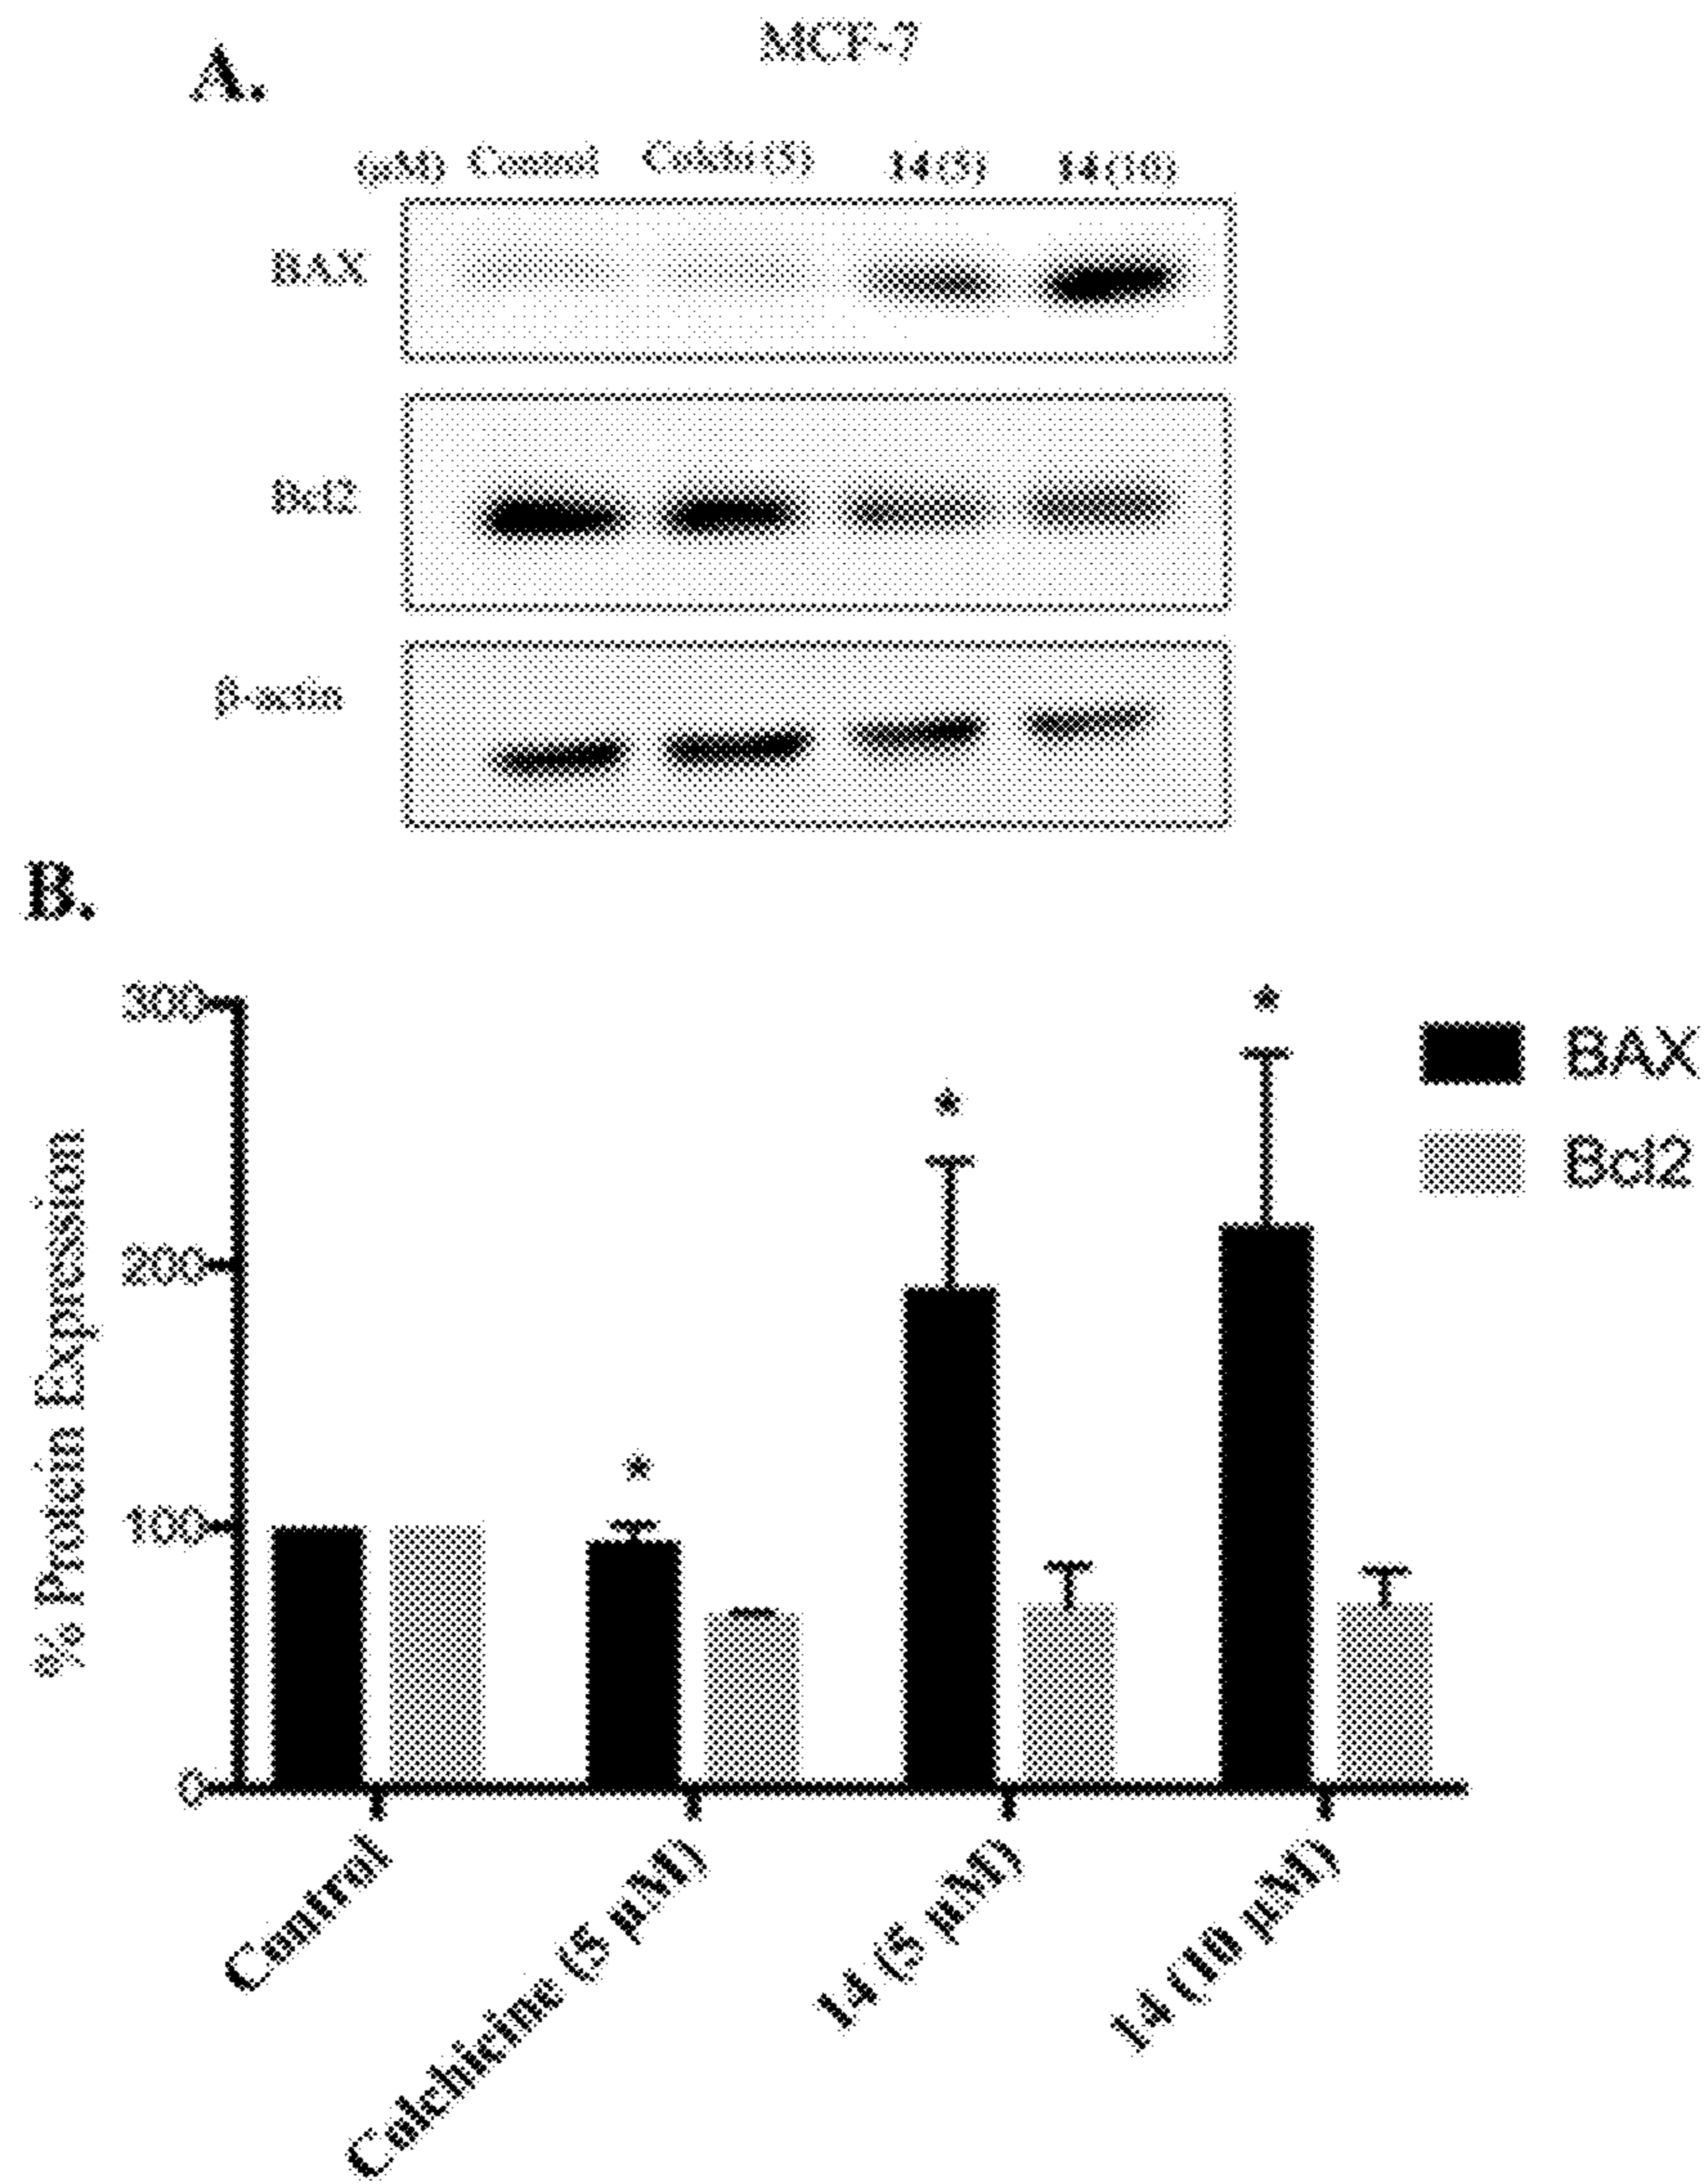 MCF-7
A.
(μM) Control Colchi (5) 14 (5) 14 (10)
BAX
Bcl2
β-actin
B.
% Protein Expression
300
200
100
0
*
*
*
BAX
Bcl2
Control
Colchicine (5 μM)
14 (5 μM)
14 (10 μM)